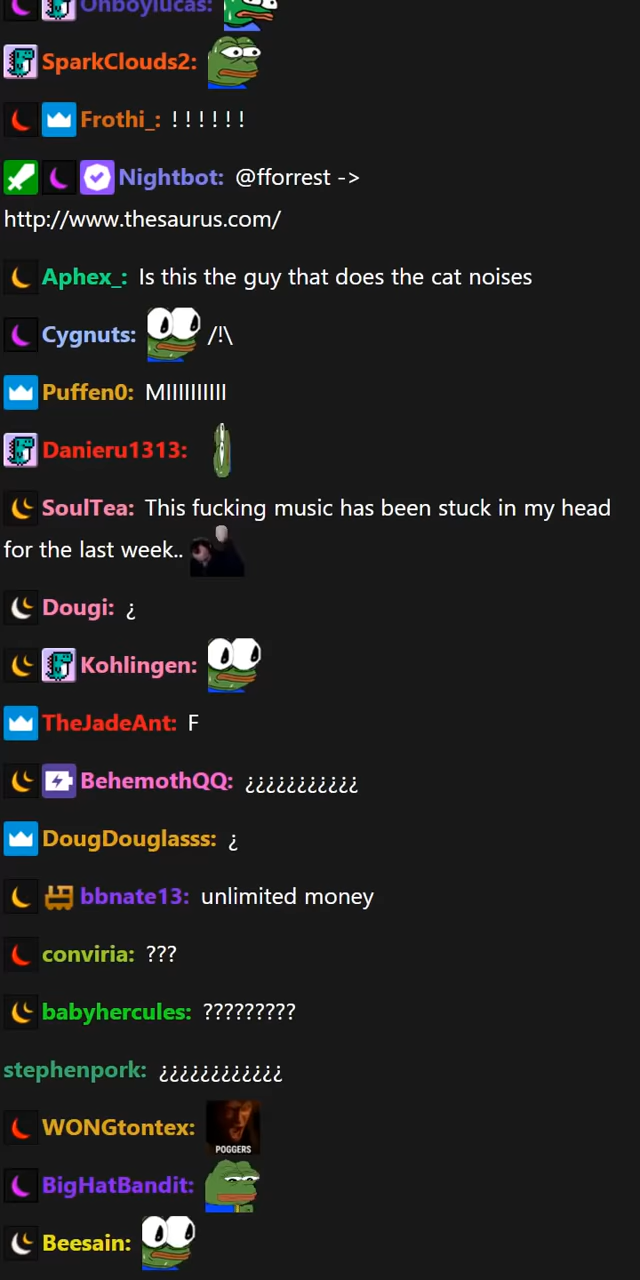 Onboylucas:
SparkClouds2:
Frothi_: ! ! ! ! ! !
Nightbot: @fforrest ->
http://www.thesaurus.com/
Aphex_: Is this the guy that does the cat noises
Cygnuts: /!\
Puffen0: MIIIIIIIIII
Danieru1313:
SoulTea: This fucking music has been stuck in my head
for the last week..
Dougi: ¿
Kohlingen:
TheJadeAnt: F
BehemothQQ: ¿¿¿¿¿¿¿¿¿¿¿
DougDouglasss: ¿
bbnate13: unlimited money
conviria: ???
babyhercules: ?????????
stephenpork: ¿¿¿¿¿¿¿¿¿¿¿¿
WONGtontex: POGGERS
BigHatBandit:
Beesain: